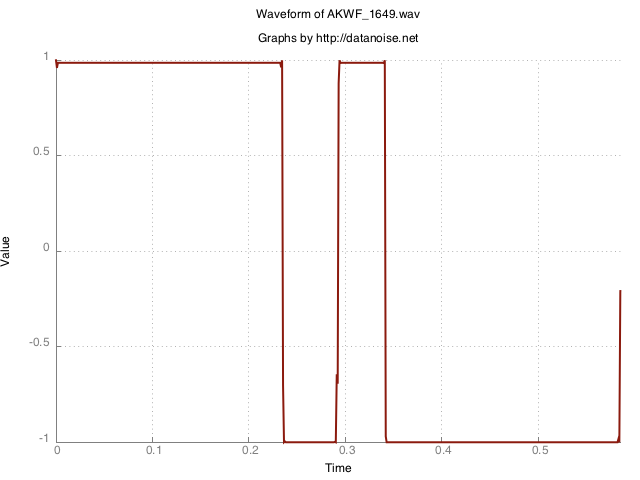 Waveform of AKWF_1649.wav
Graphs by http://datanoise.net
1
0.5
0
-0.5
-1
Value
0 0.1 0.2 0.3 0.4 0.5
Time